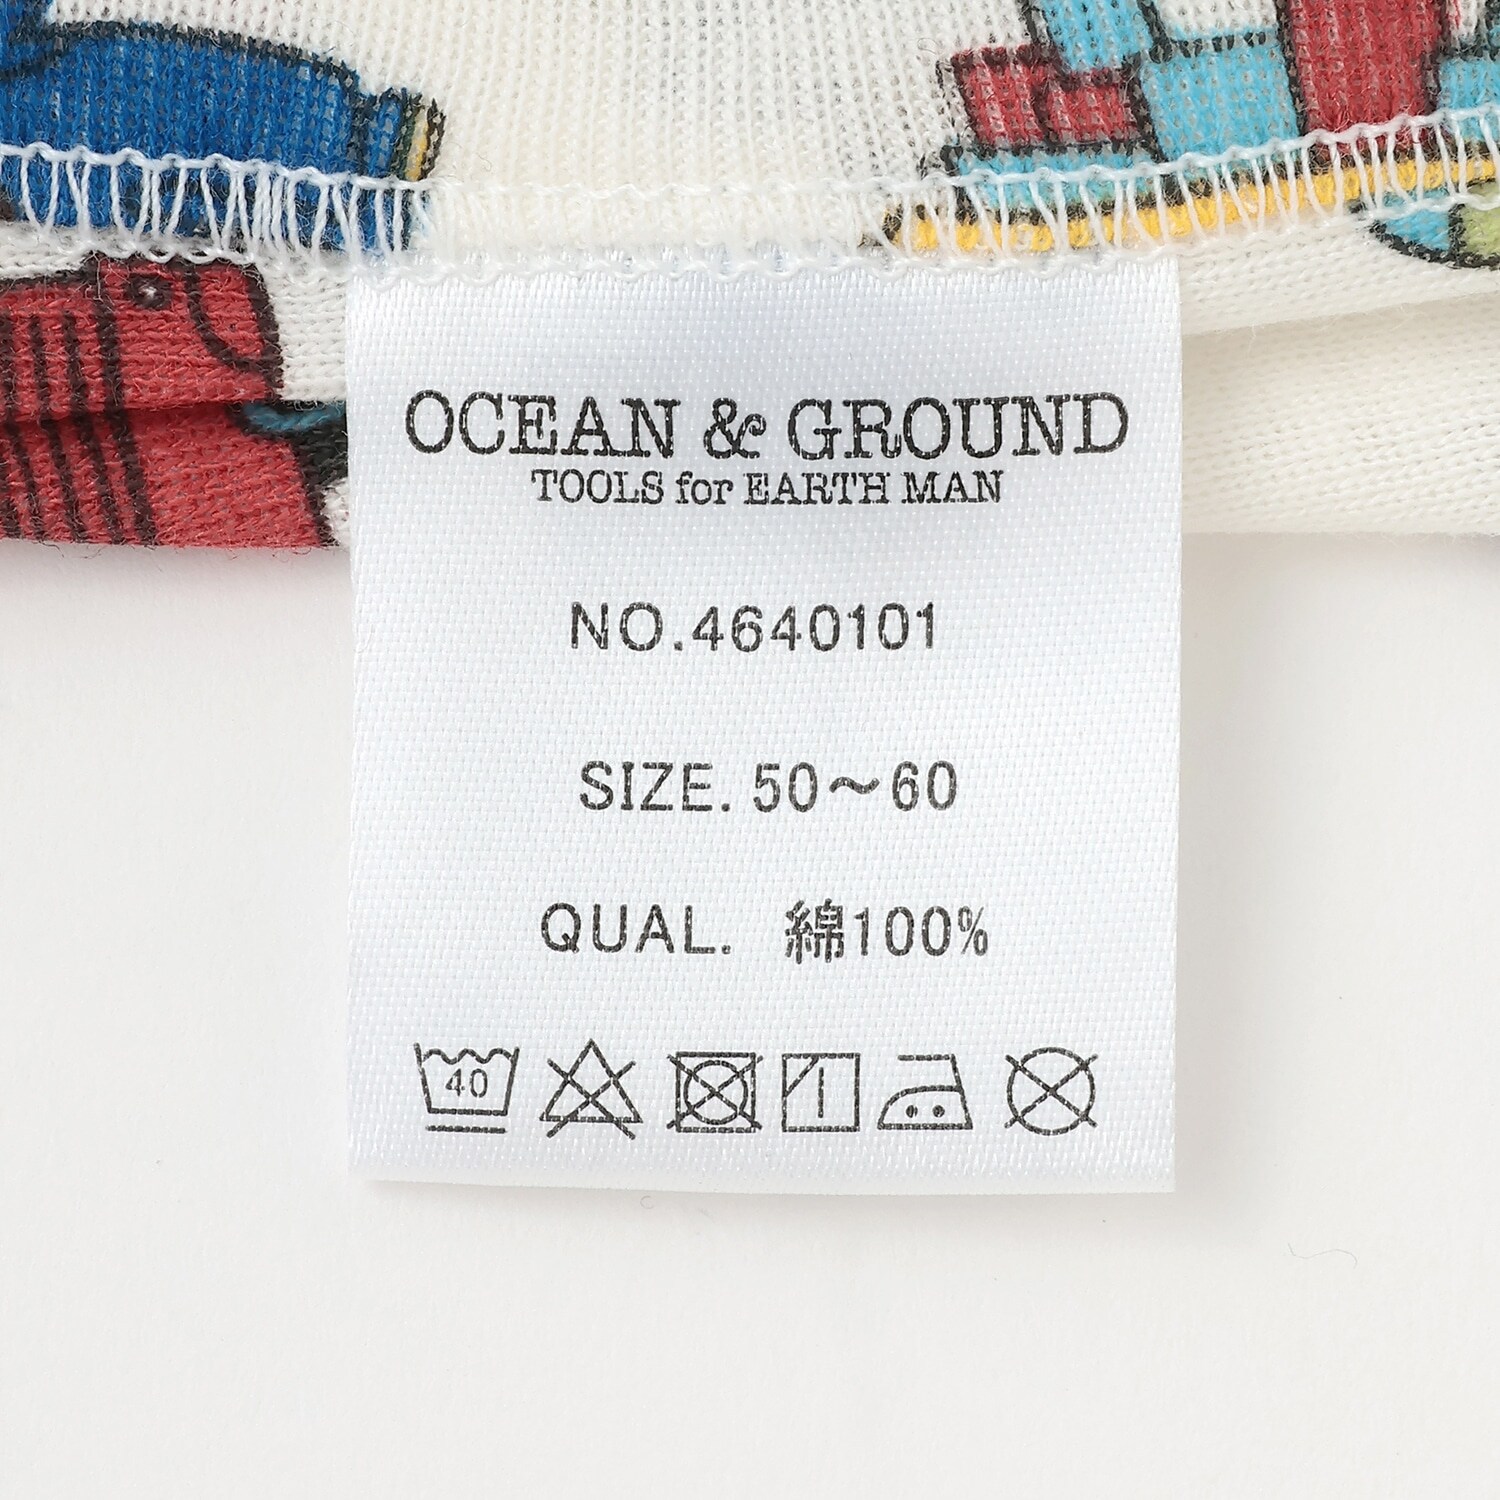 OCEAN & GROUND
TOOLS for EARTH MAN
NO.4640101
SIZE. 50～60
QUAL. 綿100%
40